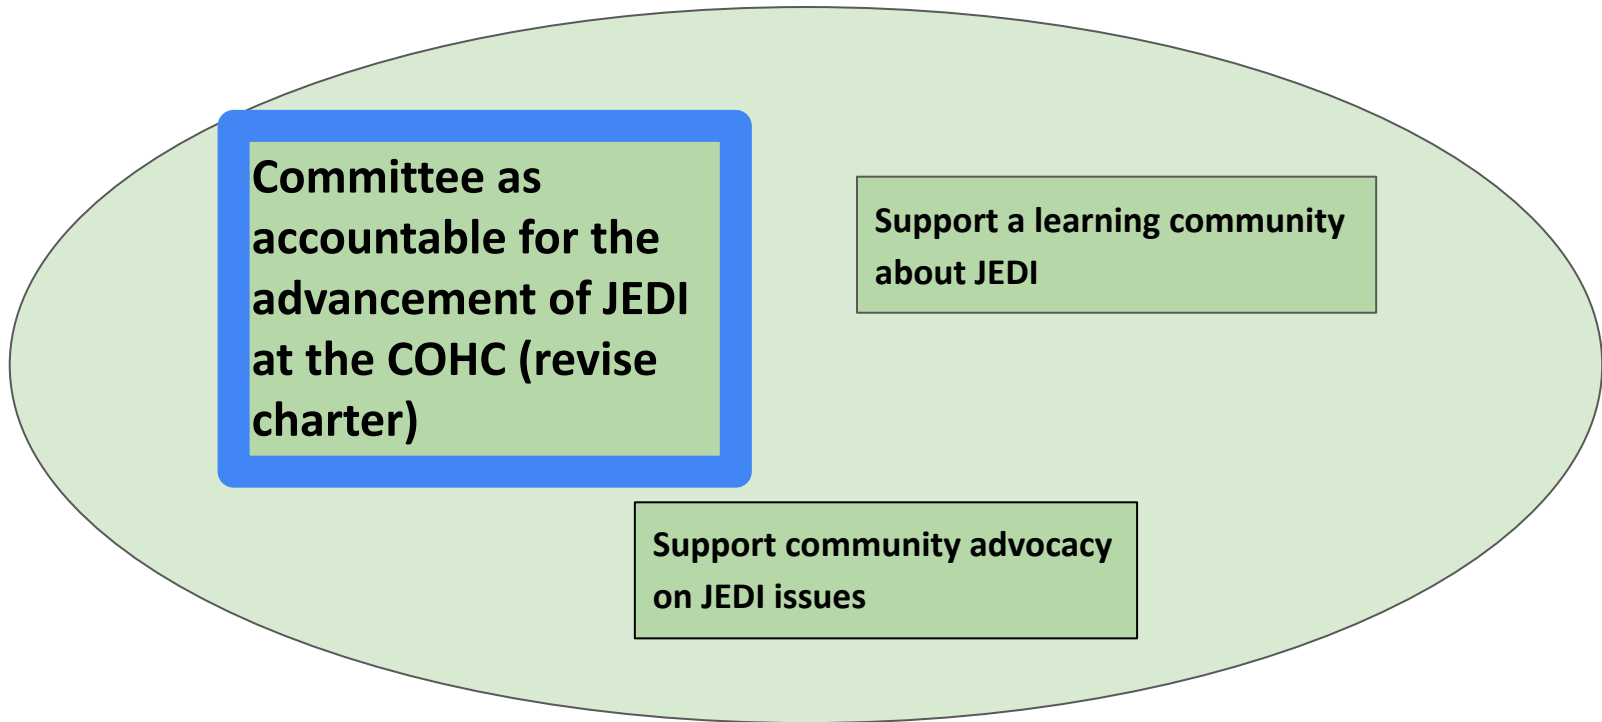 Committee as
accountable for the
advancement of JEDI
at the COHC (revise
charter)
Support a learning community
about JEDI
Support community advocacy
on JEDI issues